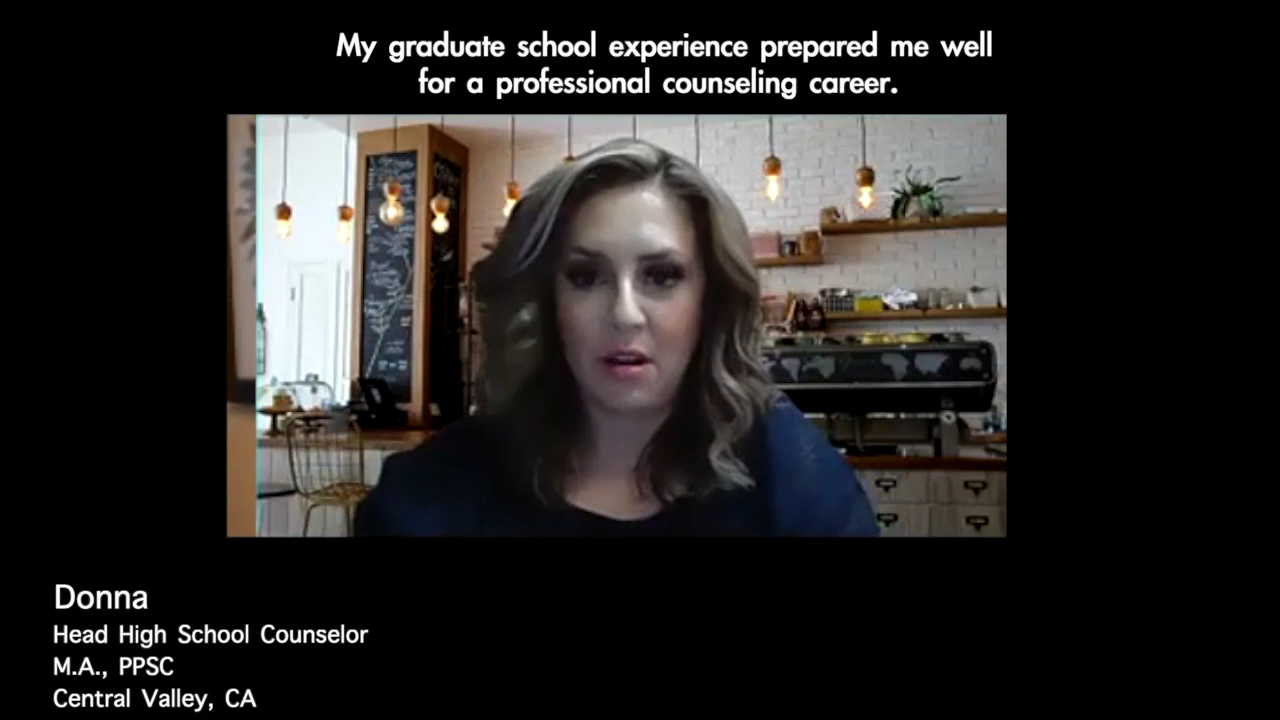 My graduate school experience prepared me well
for a professional counseling career.
Donna
Head High School Counselor
M.A., PPSC
Central Valley, CA